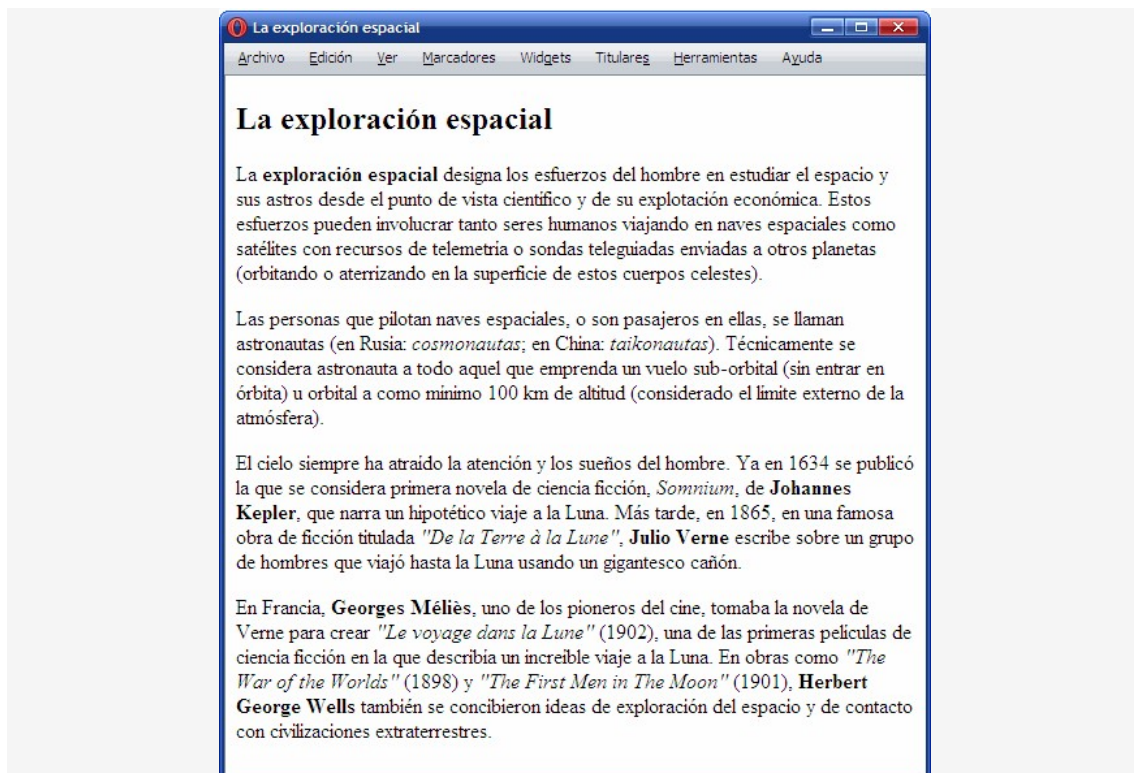 La exploración espacial
Archivo Edición Ver Marcadores Widgets Titulares Herramientas Ayuda
La exploración espacial
La exploración espacial designa los esfuerzos del hombre en estudiar el espacio y
sus astros desde el punto de vista científico y de su explotación económica. Estos
esfuerzos pueden involucrar tanto seres humanos viajando en naves espaciales como
satélites con recursos de telemetría o sondas teleguiadas enviadas a otros planetas
(orbitando o aterrizando en la superficie de estos cuerpos celestes).
Las personas que pilotan naves espaciales, o son pasajeros en ellas, se llaman
astronautas (en Rusia: cosmonautas; en China: taikonautas). Técnicamente se
considera astronauta a todo aquel que emprenda un vuelo sub-orbital (sin entrar en
órbita) u orbital a como mínimo 100 km de altitud (considerado el límite externo de la
atmósfera).
El cielo siempre ha atraído la atención y los sueños del hombre. Ya en 1634 se publicó
la que se considera primera novela de ciencia ficción, Somnium, de Johannes
Kepler, que narra un hipotético viaje a la Luna. Más tarde, en 1865, en una famosa
obra de ficción titulada "De la Terre à la Lune", Julio Verne escribe sobre un grupo
de hombres que viajó hasta la Luna usando un gigantesco cañón.
En Francia, Georges Méliès, uno de los pioneros del cine, tomaba la novela de
Verne para crear "Le voyage dans la Lune" (1902), una de las primeras películas de
ciencia ficción en la que describía un increíble viaje a la Luna. En obras como "The
War of the Worlds" (1898) y "The First Men in The Moon" (1901), Herbert
George Wells también se concibieron ideas de exploración del espacio y de contacto
con civilizaciones extraterrestres.